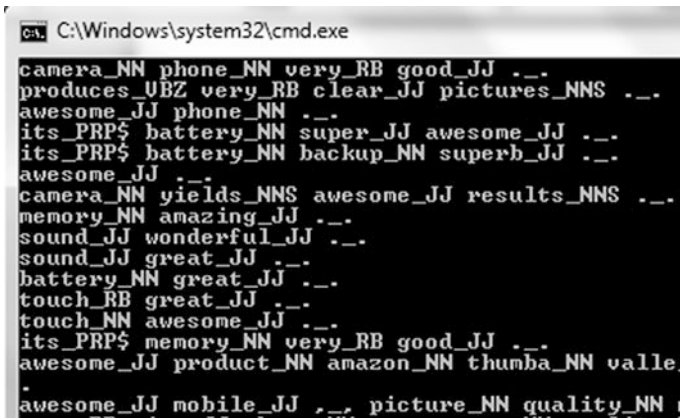 C:\Windows\system32\cmd.exe
camera_NN phone_NN very_RB good_JJ ._.
produces_VBZ very_RB clear_JJ pictures_NNS ._.
awesome_JJ phone_NN ._.
its_PRP$ battery_NN super_JJ awesome_JJ ._.
its_PRP$ battery_NN backup_NN superb_JJ ._.
awesome_JJ ._.
camera_NN yields_NNS awesome_JJ results_NNS ._.
memory_NN amazing_JJ ._.
sound_JJ wonderful_JJ ._.
sound_JJ great_JJ ._.
battery_NN great_JJ ._.
touch_RB great_JJ ._.
touch_NN awesome_JJ ._.
its_PRP$ memory_NN very_RB good_JJ ._.
awesome_JJ product_NN amazon_NN thumba_NN valle_
.
awesome_JJ mobile_JJ ,_, picture_NN quality_NN